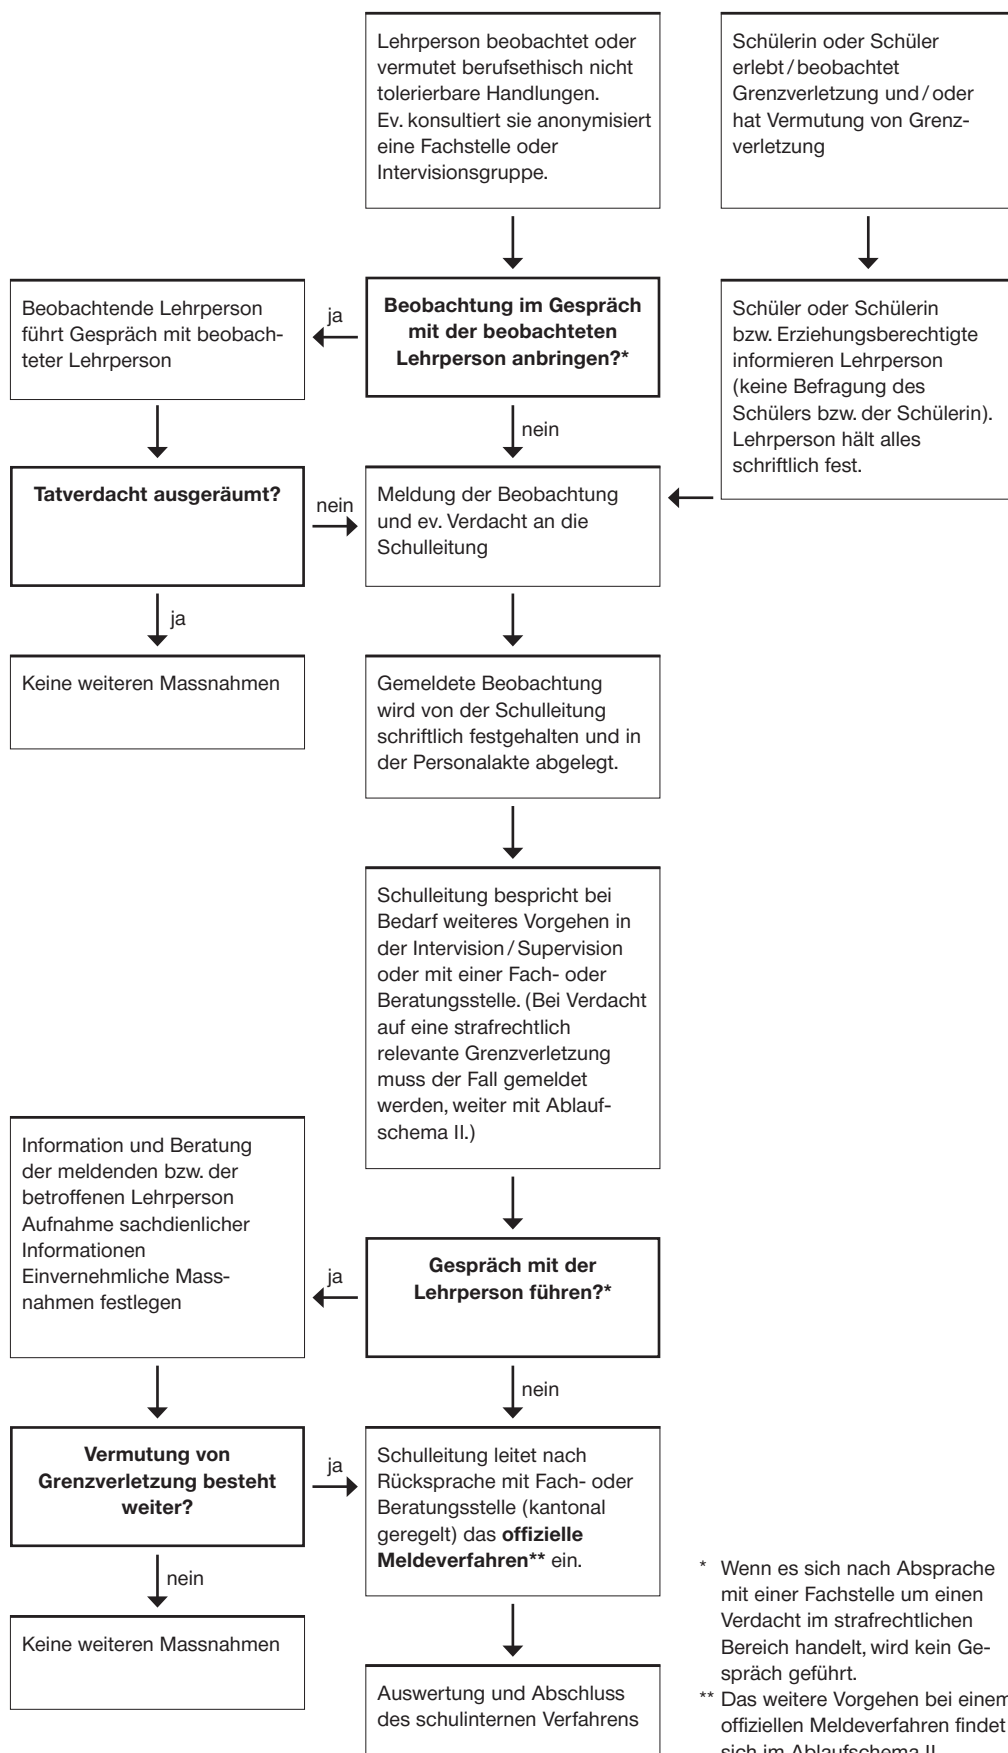 Lehrperson beobachtet oder
vermutet berufsethisch nicht
tolerierbare Handlungen.
Ev. konsultiert sie anonymisiert
eine Fachstelle oder
Intervisionsgruppe.
Schülerin oder Schüler
erlebt/beobachtet
Grenzverletzung und/oder
hat Vermutung von Grenz-
verletzung
Beobachtende Lehrperson
führt Gespräch mit beobach-
teter Lehrperson
ja
Beobachtung im Gespräch
mit der beobachteten
Lehrperson anbringen?*
Schüler oder Schülerin
bzw. Erziehungsberechtigte
informieren Lehrperson
(keine Befragung des
Schülers bzw. der Schülerin).
Lehrperson hält alles
schriftlich fest.
nein
Tatverdacht ausgeräumt?
nein
Meldung der Beobachtung
und ev. Verdacht an die
Schulleitung
ja
Keine weiteren Massnahmen
Gemeldete Beobachtung
wird von der Schulleitung
schriftlich festgehalten und in
der Personalakte abgelegt.
Schulleitung bespricht bei
Bedarf weiteres Vorgehen in
der Intervision/Supervision
oder mit einer Fach- oder
Beratungsstelle. (Bei Verdacht
auf eine strafrechtlich
relevante Grenzverletzung
muss der Fall gemeldet
werden, weiter mit Ablauf-
schema II.)
Information und Beratung
der meldenden bzw. der
betroffenen Lehrperson
Aufnahme sachdienlicher
Informationen
Einvernehmliche Mass-
nahmen festlegen
ja
Gespräch mit der
Lehrperson führen?*
nein
Vermutung von
Grenzverletzung besteht
weiter?
ja
Schulleitung leitet nach
Rücksprache mit Fach- oder
Beratungsstelle (kantonal
geregelt) das offizielle
Meldeverfahren** ein.
nein
Keine weiteren Massnahmen
Auswertung und Abschluss
des schulinternen Verfahrens
* Wenn es sich nach Absprache
mit einer Fachstelle um einen
Verdacht im strafrechtlichen
Bereich handelt, wird kein Ge-
spräch geführt.
** Das weitere Vorgehen bei einem
offiziellen Meldeverfahren findet
sich im Ablaufschema II